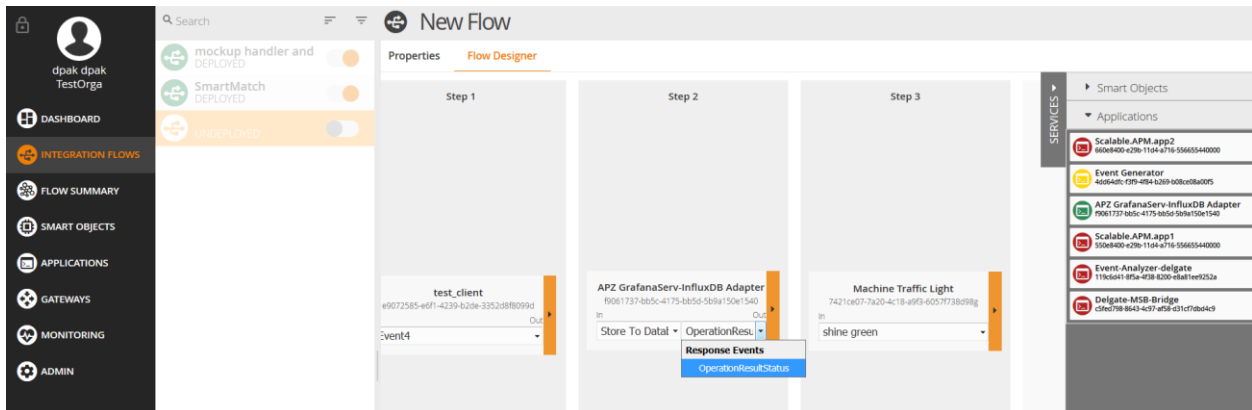 dpak dpak
TestOrga
DASHBOARD
INTEGRATION FLOWS
FLOW SUMMARY
SMART OBJECTS
APPLICATIONS
GATEWAYS
MONITORING
ADMIN
Search
mockup handler and
DEPLOYED
SmartMatch
DEPLOYED
UNDEPLOYED
New Flow
Properties
Flow Designer
Step 1
test_client
e9072585-e6f1-4239-b2de-3352d8f8099d
Out
Event4
Step 2
APZ GrafanaServ-InfluxDB Adapter
f9061737-bb5c-4175-bb5d-5b9a150e1540
In
Out
Store To Datal
OperationResu
Response Events
OperationResultStatus
Step 3
Machine Traffic Light
7421ce07-7a20-4c18-a9f3-6057f738d98g
In
shine green
SERVICES
Smart Objects
Applications
Scalable.APM.app2
660e8400-e29b-11d4-a716-556655440000
Event Generator
4dd64dfc-f3f9-4f84-b269-b08ce08a00f5
APZ GrafanaServ-InfluxDB Adapter
f9061737-bb5c-4175-bb5d-5b9a150e1540
Scalable.APM.app1
550e8400-e29b-11d4-a716-556655440000
Event-Analyzer-delgate
119c6d41-8f5a-4f38-8200-e8a81ee9252a
Delgate-MSB-Bridge
c5fed798-8643-4c97-af58-d31cf7dbd4c9